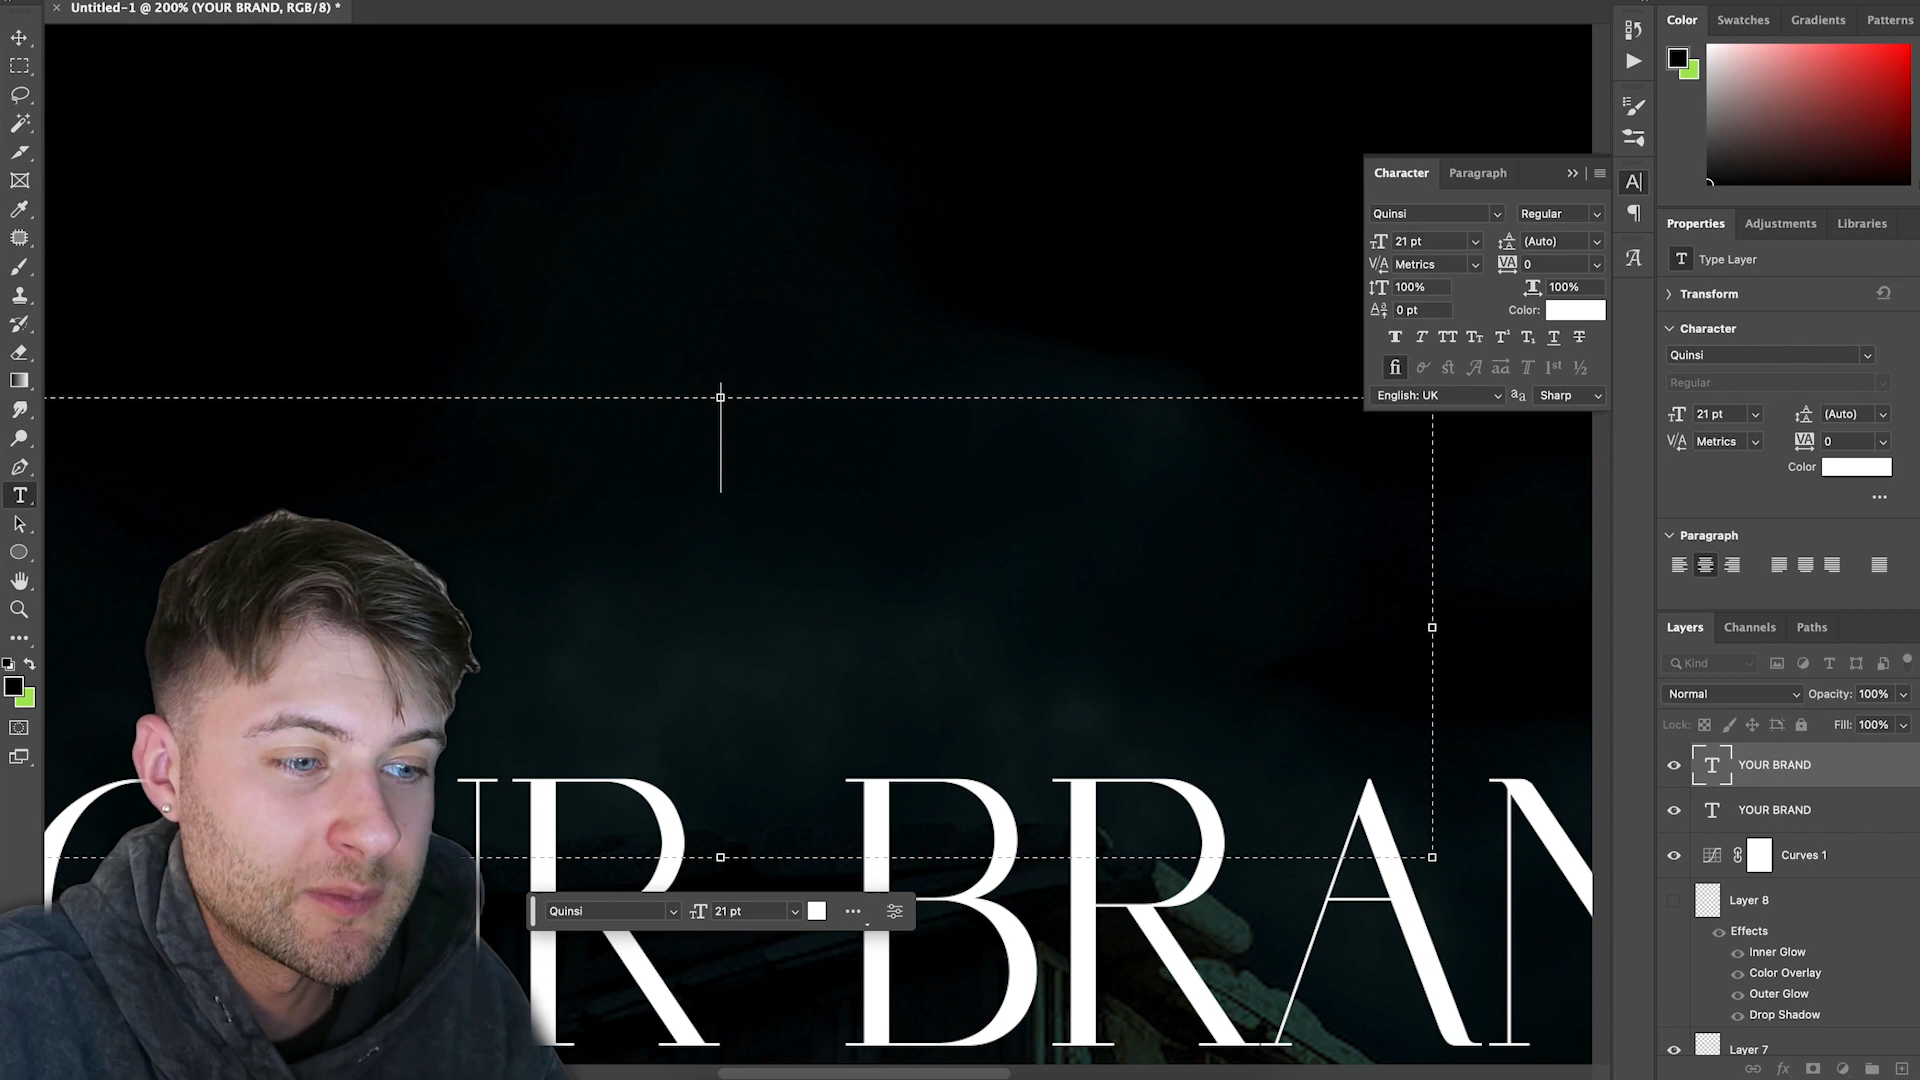 Untitled-1 @ 200% (YOUR BRAND, RGB/8) *
Color
Swatches
Gradients
Patterns
Character
Paragraph
Quinsi
Regular
21 pt
(Auto)
Metrics
0
100%
100%
0 pt
Color:
English: UK
Sharp
Properties
Adjustments
Libraries
Type Layer
Transform
Character
Quinsi
Regular
21 pt
(Auto)
Metrics
0
Color
Paragraph
Layers
Channels
Paths
Kind
Normal
Opacity: 100%
Lock:
Fill: 100%
YOUR BRAND
YOUR BRAND
Curves 1
Layer 8
Effects
Inner Glow
Color Overlay
Outer Glow
Drop Shadow
Layer 7
UR BRAN
Quinsi
21 pt